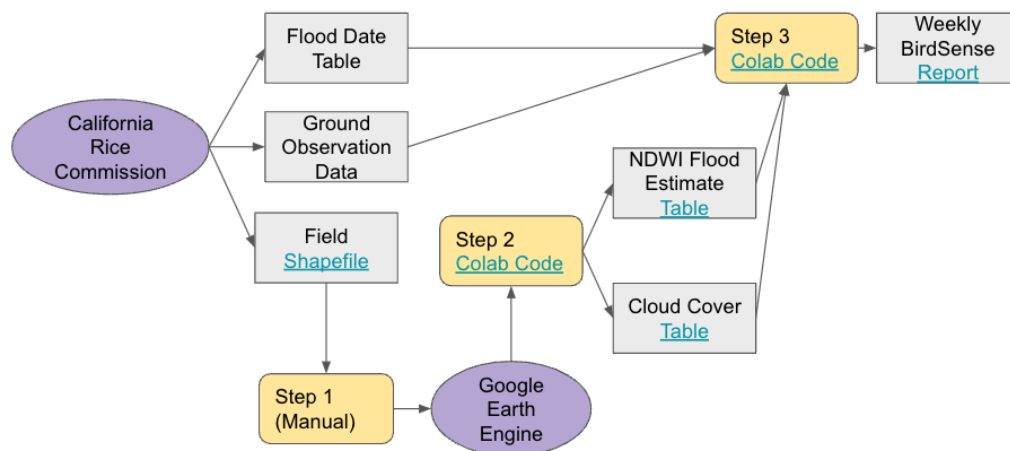 Flood Date
Table
Step 3
Colab Code
Weekly
BirdSense
Report
California
Rice
Commission
Ground
Observation
Data
NDWI Flood
Estimate
Table
Field
Shapefile
Step 2
Colab Code
Cloud Cover
Table
Step 1
(Manual)
Google
Earth
Engine